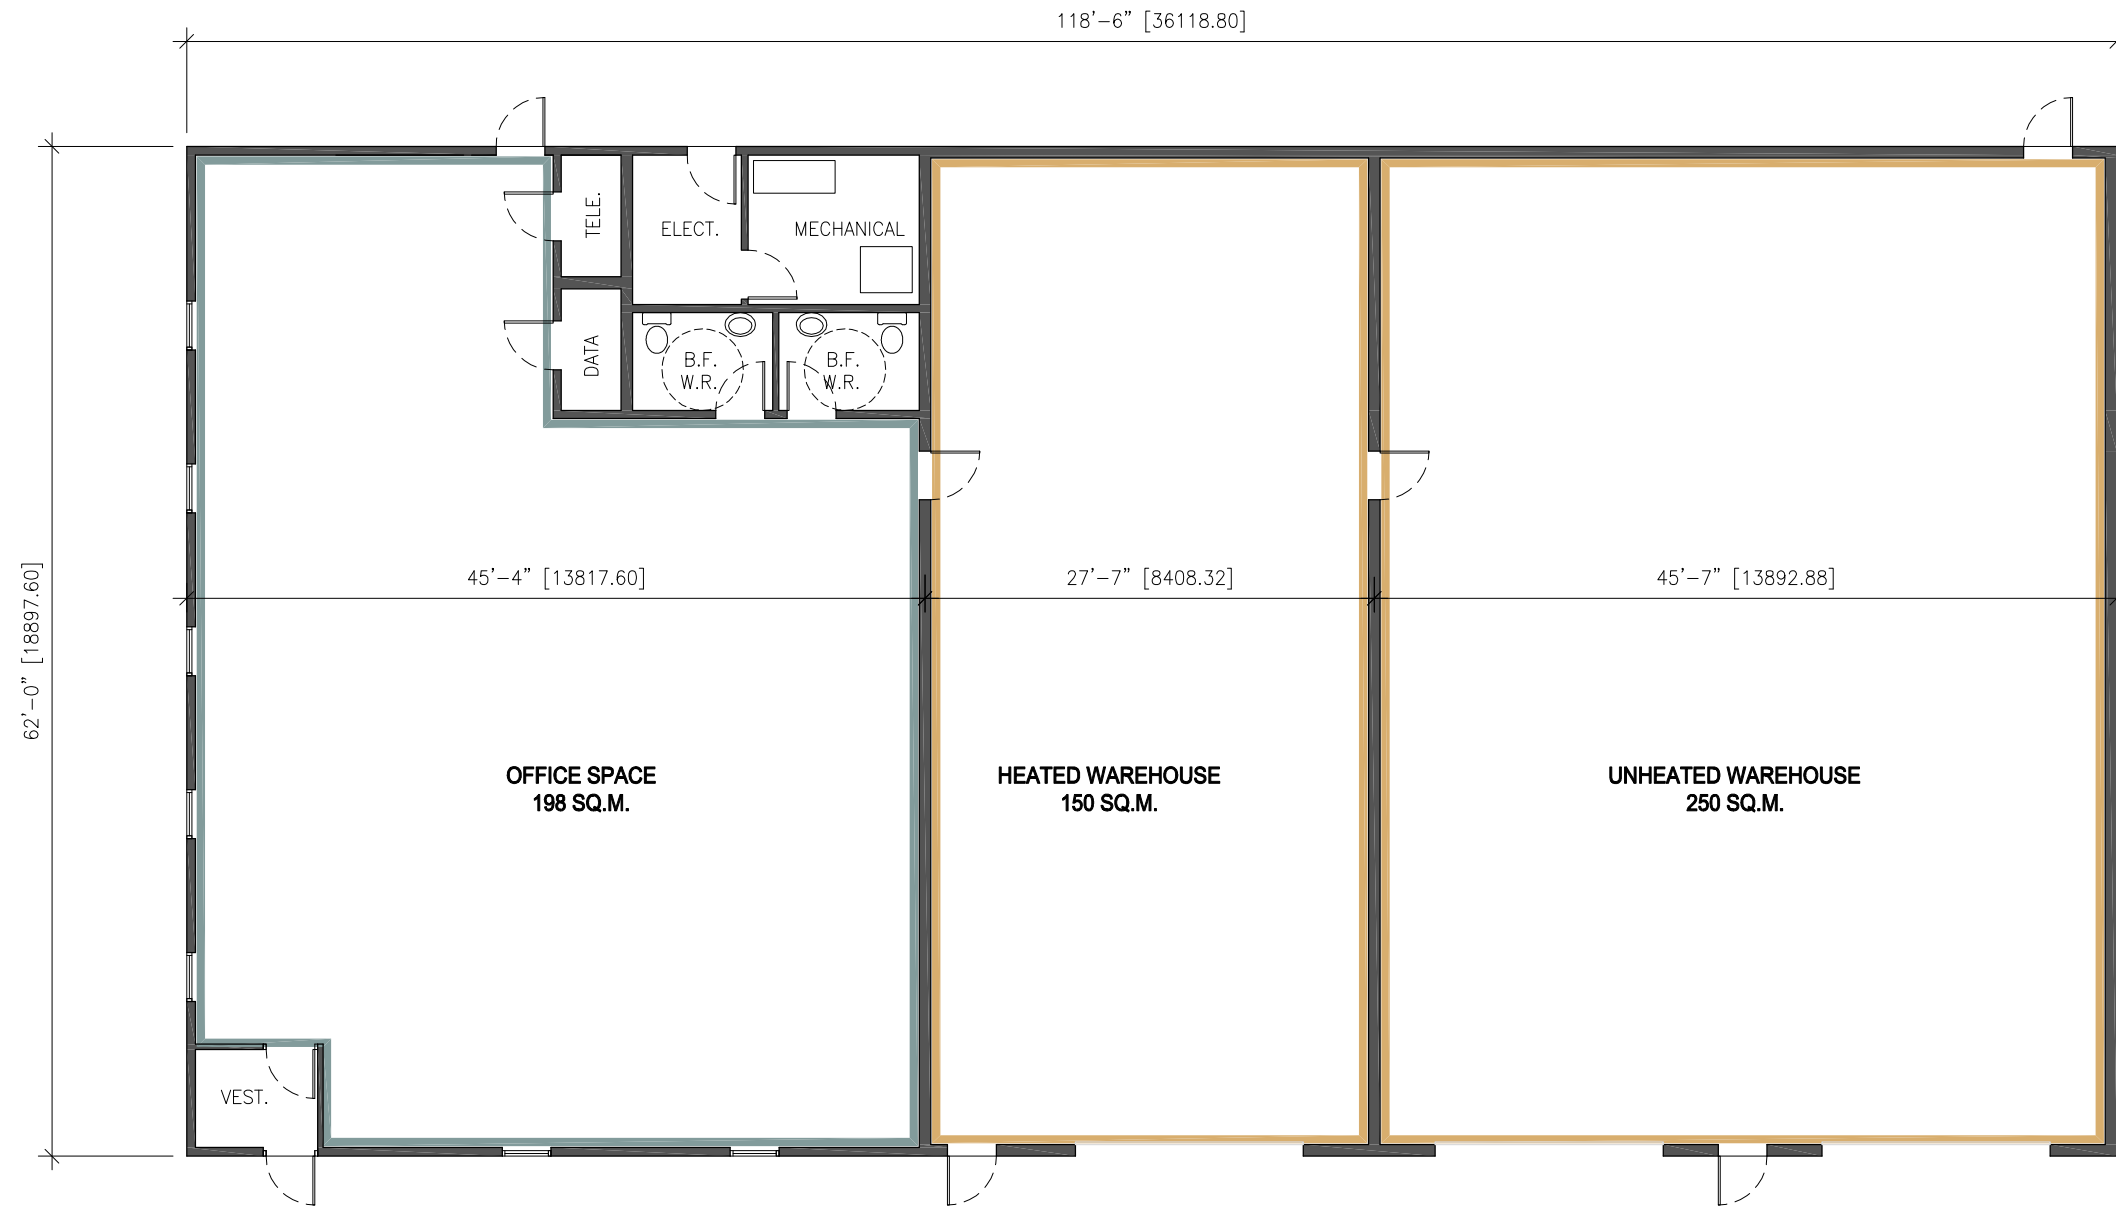 118'-6" [36118.80]
TELE.
ELECT.
MECHANICAL
DATA
B.F.
W.R.
B.F.
W.R.
62'-0" [18897.60]
45'-4" [13817.60]
27'-7" [8408.32]
45'-7" [13892.88]
OFFICE SPACE
198 SQ.M.
HEATED WAREHOUSE
150 SQ.M.
UNHEATED WAREHOUSE
250 SQ.M.
VEST.